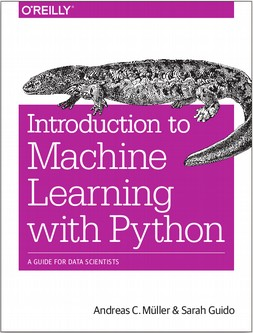 O'REILLY®
Introduction to
Machine
Learning
with Python
A GUIDE FOR DATA SCIENTISTS
Andreas C. Müller & Sarah Guido